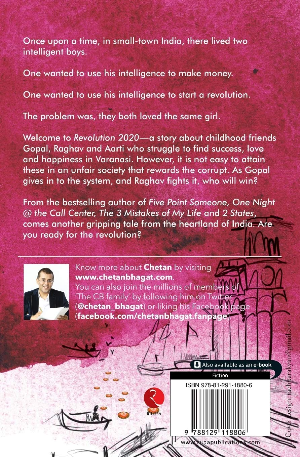 Once upon a time, in small-town India, there lived two
intelligent boys.
One wanted to use his intelligence to make money.
One wanted to use his intelligence to start a revolution.
The problem was, they both loved the same girl.
Welcome to Revolution 2020—a story about childhood friends
Gopal, Raghav and Aarti who struggle to find success, love
and happiness in Varanasi. However, it is not easy to attain
these in an unfair society that rewards the corrupt. As Gopal
gives in to the system, and Raghav fights it, who will win?
From the bestselling author of Five Point Someone, One Night
@ the Call Center, The 3 Mistakes of My Life and 2 States,
comes another gripping tale from the heartland of India. Are
you ready for the revolution?
Know more about Chetan by visiting
www.chetanbhagat.com.
You can also join the millions of members of
'The CB family' by following him on Twitter
(@chetan_bhagat) or liking his Facebook page
(facebook.com/chetanbhagat.fanpage).
Also available as an e-book
Fiction
ISBN 978-81-291-1880-6
9 788129 118806